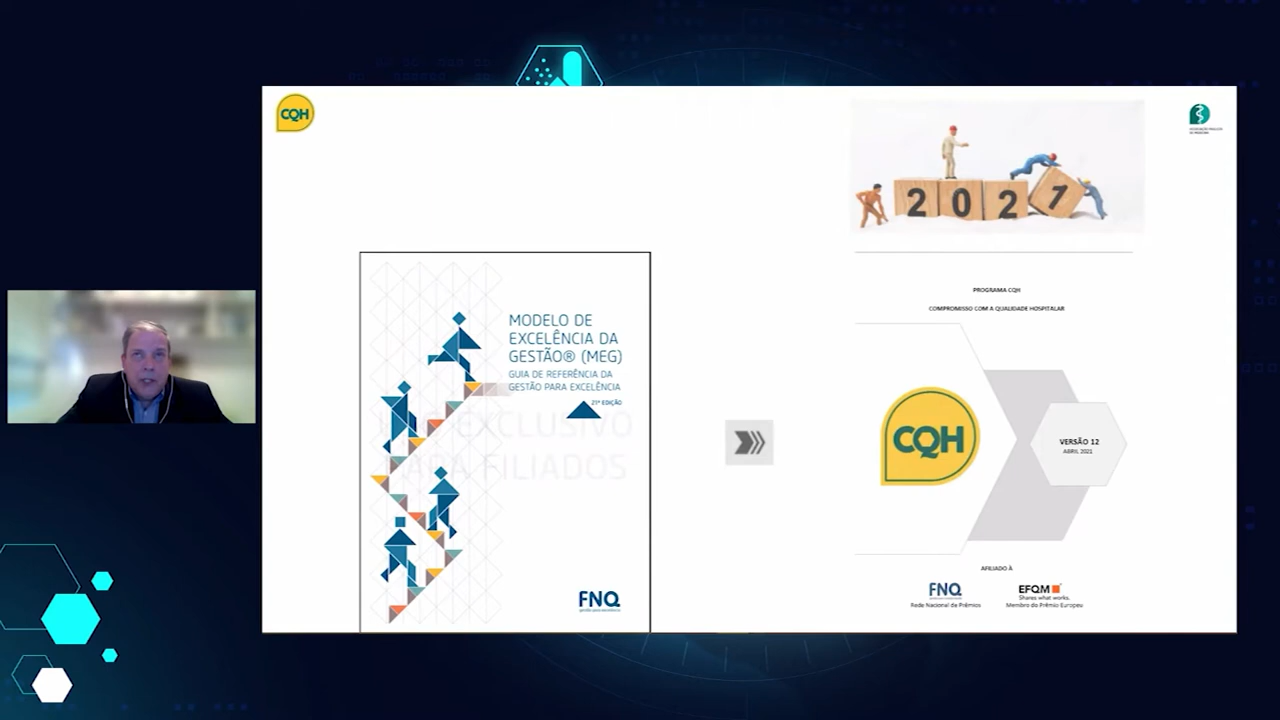 CQH
2021
MODELO DE
EXCELÊNCIA DA
GESTÃO® (MEG)
GUIA DE REFERÊNCIA DA
GESTÃO PARA EXCELÊNCIA
21ª EDIÇÃO
EXCLUSIVO
PARA FILIADOS
FNQ
PROGRAMA CQH
COMPROMISSO COM A QUALIDADE HOSPITALAR
CQH
VERSÃO 12
ABRIL 2021
AFILIADO À
FNQ
Rede Nacional de Prêmios
EFQM
Shares what works.
Membro do Prêmio Europeu